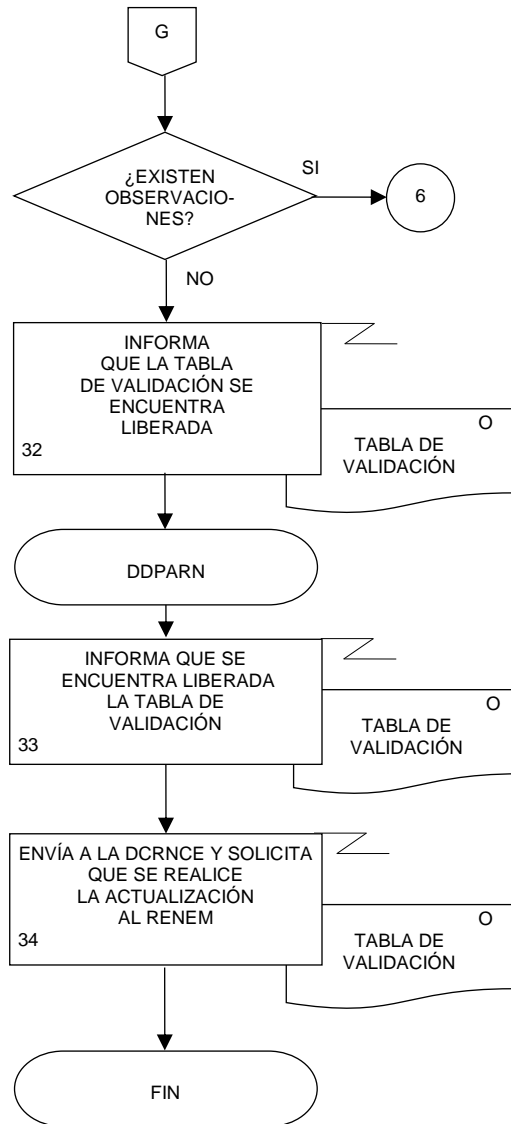 G
¿EXISTEN
OBSERVACIO-
NES?
SI
6
NO
INFORMA
QUE LA TABLA
DE VALIDACIÓN SE
ENCUENTRA
LIBERADA
32
O
TABLA DE
VALIDACIÓN
DDPARN
INFORMA QUE SE
ENCUENTRA LIBERADA
LA TABLA DE
VALIDACIÓN
33
O
TABLA DE
VALIDACIÓN
ENVÍA A LA DCRNCE Y SOLICITA
QUE SE REALICE
LA ACTUALIZACIÓN
AL RENEM
34
O
TABLA DE
VALIDACIÓN
FIN